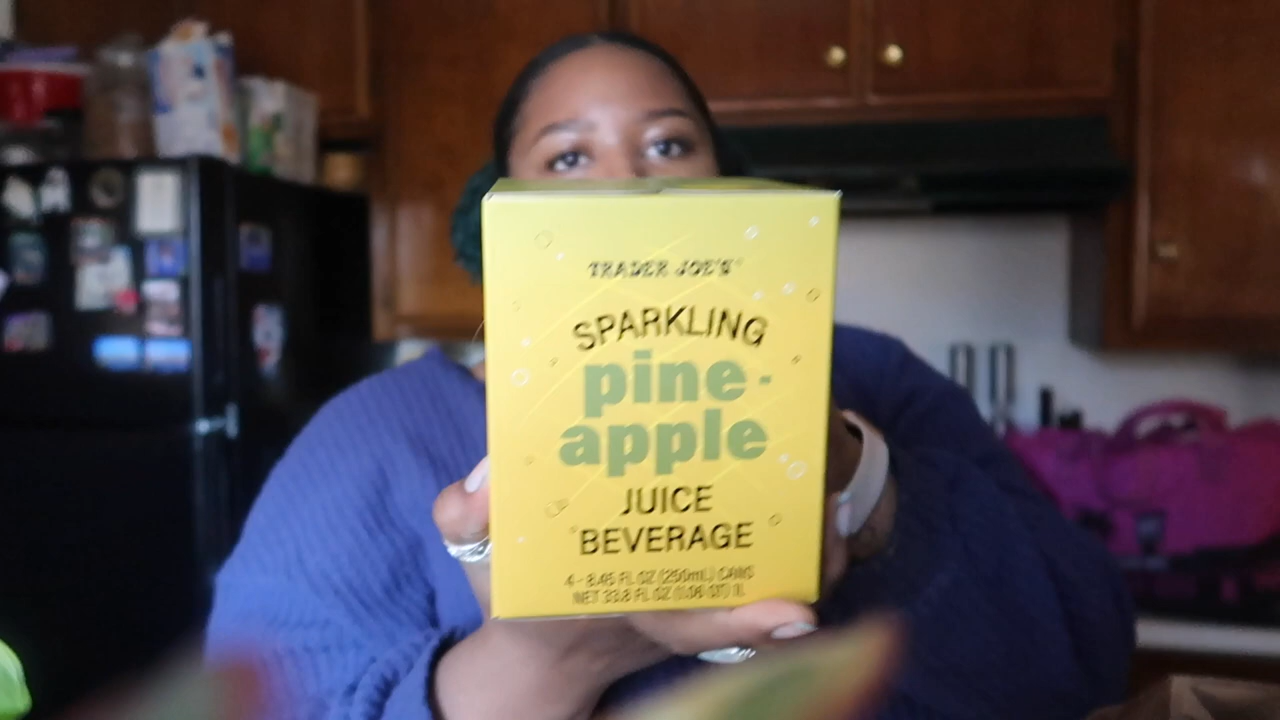 TRADER JOE'S
SPARKLING
pine-
apple
JUICE
BEVERAGE
4-8.45 FL OZ (250mL) CANS
NET 33.8 FL OZ (1.06 QT) 1L